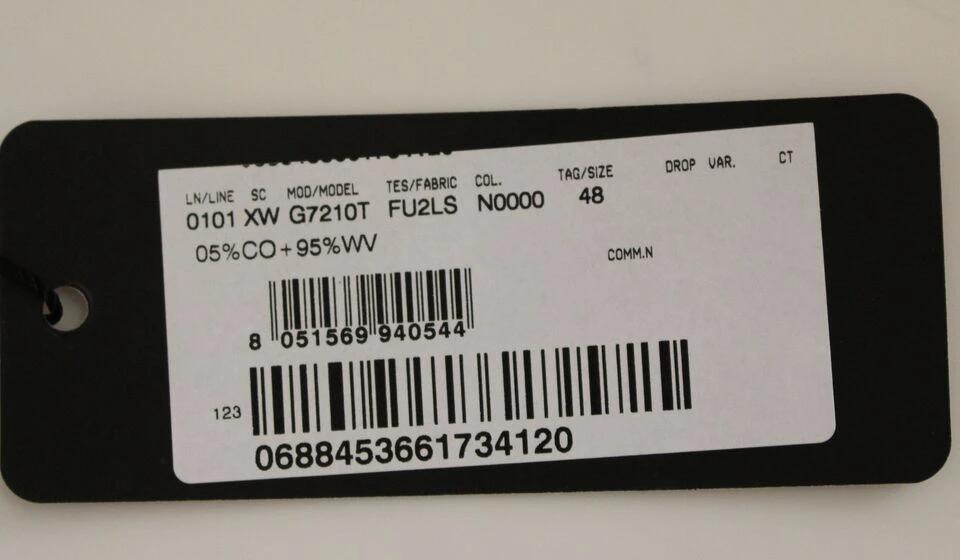 LN/LINE SC MOD/MODEL TES/FABRIC COL. TAG/SIZE DROP VAR. CT
0101 XW G7210T FU2LS N0000 48
05%CO+95%WV
COMM.N
8 051569 940544
123
0688453661734120